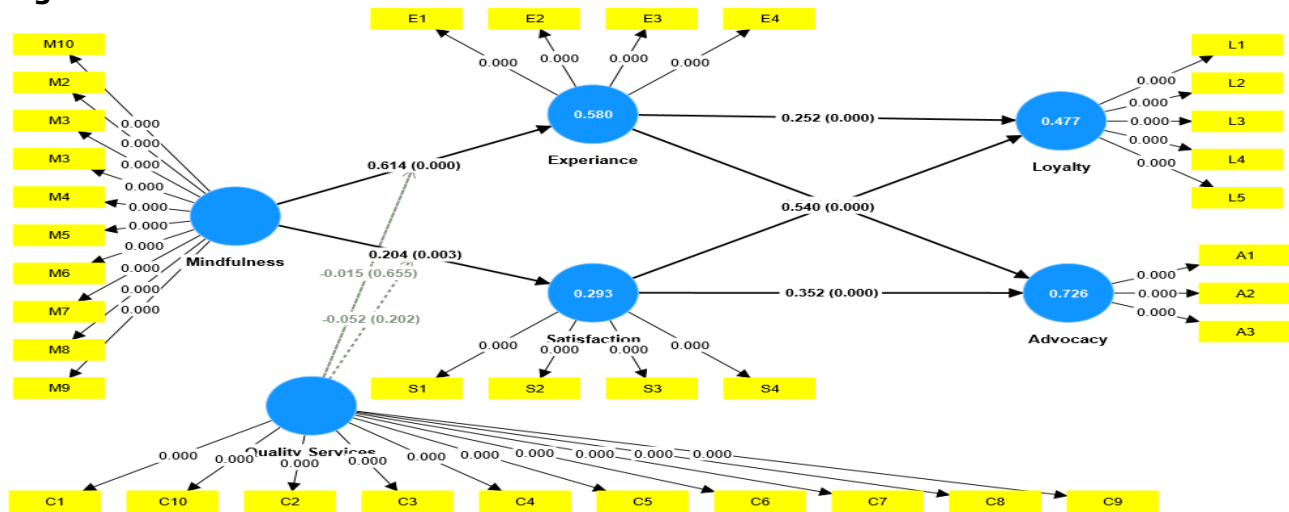 E1
E2
E3
E4
M10
M2
M3
M3
M4
M5
M6
M7
M8
M9
0.000
0.000
0.000
0.000
0.000
0.000
0.000
0.000
0.000
0.000
Mindfulness
0.000
0.000
0.000
0.000
0.580
Experiance
0.614 (0.000)
0.204 (0.003)
-0.015 (0.655)
-0.052 (0.202)
0.252 (0.000)
0.540 (0.000)
0.352 (0.000)
0.477
Loyalty
0.000
0.000
0.000
0.000
0.000
L1
L2
L3
L4
L5
0.293
Satisfaction
0.000
0.000
0.000
0.000
S1
S2
S3
S4
0.726
Advocacy
0.000
0.000
0.000
A1
A2
A3
Quality Services
0.000
0.000
0.000
0.000
0.000
0.000
0.000
0.000
0.000
0.000
C1
C10
C2
C3
C4
C5
C6
C7
C8
C9